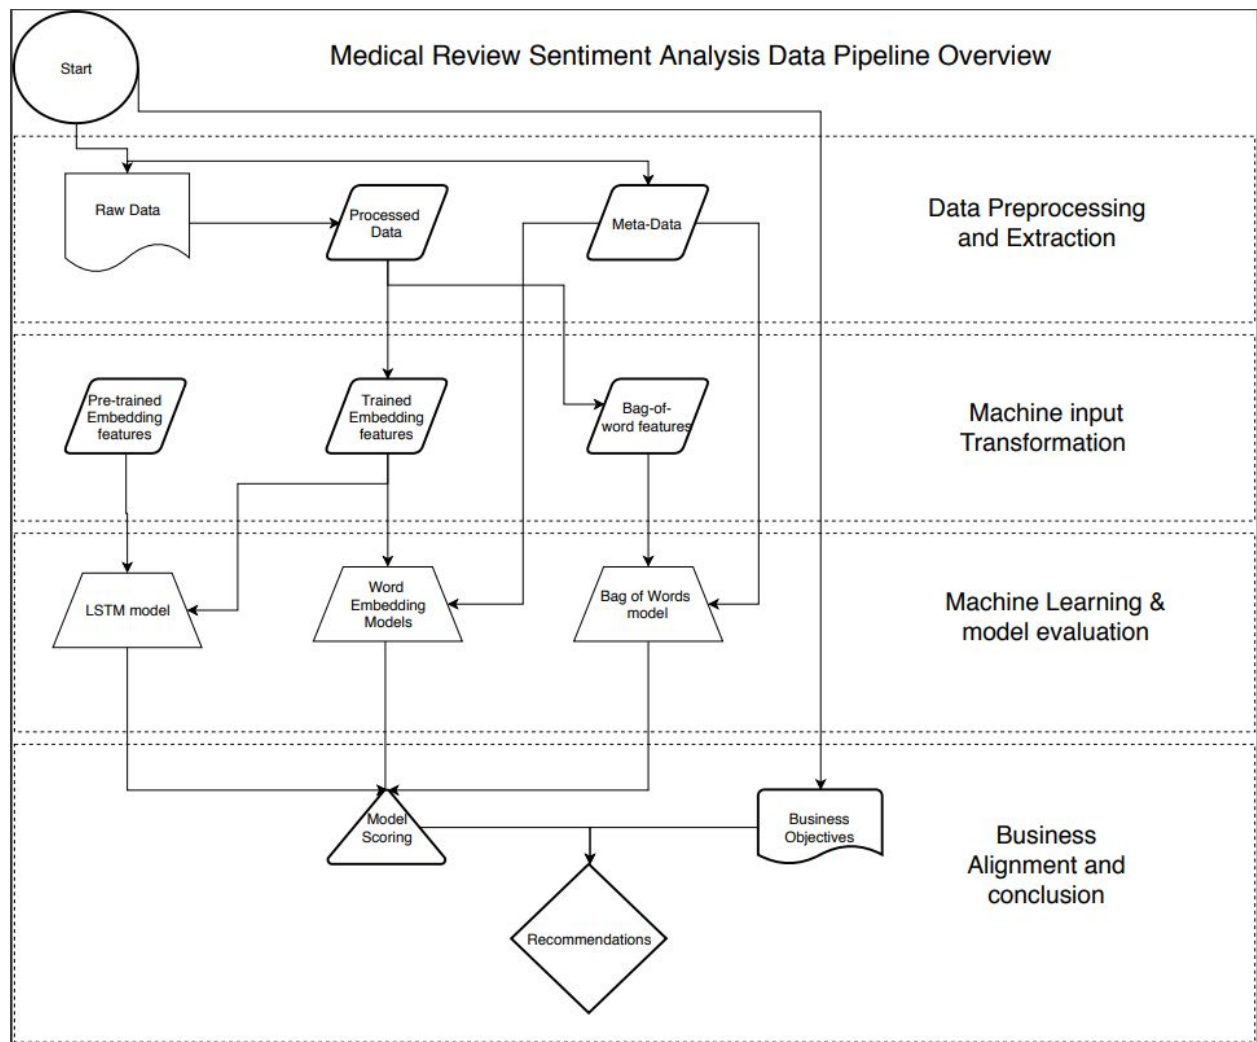 Medical Review Sentiment Analysis Data Pipeline Overview
Start
Raw Data
Processed
Data
Meta-Data
Data Preprocessing
and Extraction
Pre-trained
Embedding
features
Trained
Embedding
features
Bag-of-
word features
Machine input
Transformation
LSTM model
Word
Embedding
Models
Bag of Words
model
Machine Learning &
model evaluation
Model
Scoring
Business
Objectives
Business
Alignment and
conclusion
Recommendations